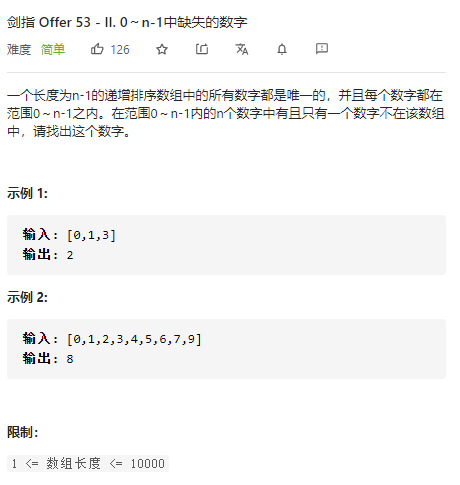 剑指 Offer 53 - II. 0～n-1中缺失的数字
难度 简单 126
一个长度为n-1的递增排序数组中的所有数字都是唯一的，并且每个数字都在
范围0～n-1之内。在范围0～n-1内的n个数字中有且只有一个数字不在该数组
中，请找出这个数字。
示例 1:
输入: [0,1,3]
输出: 2
示例 2:
输入: [0,1,2,3,4,5,6,7,9]
输出: 8
限制：
1 <= 数组长度 <= 10000